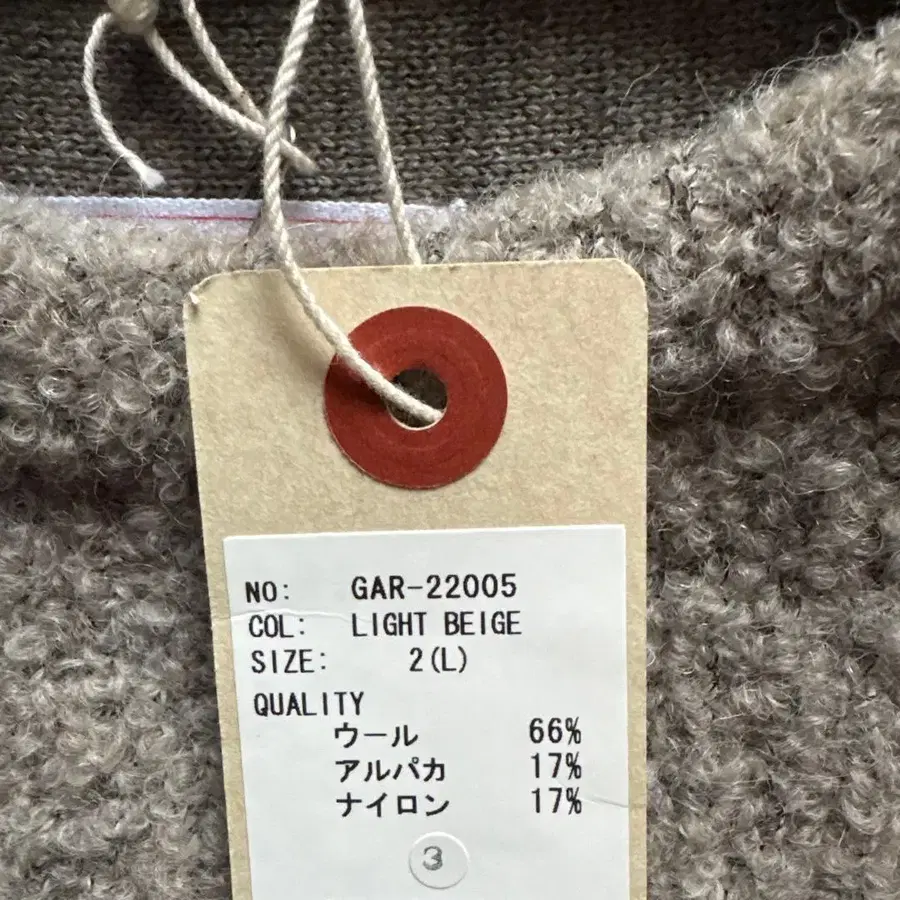 NO: GAR-22005
COL: LIGHT BEIGE
SIZE: 2(L)
QUALITY
ウール 66%
アルパカ 17%
ナイロン 17%
3